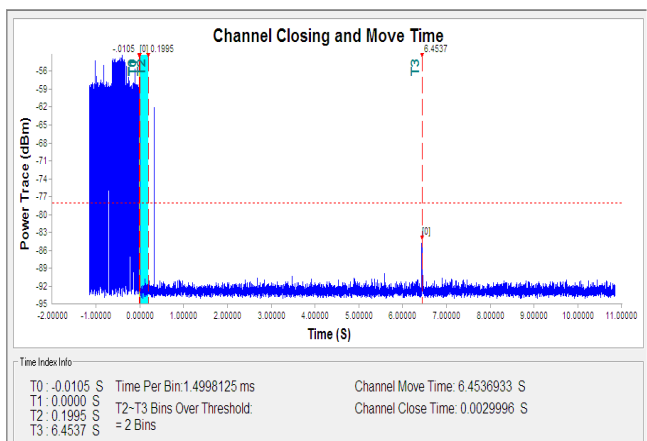 Channel Closing and Move Time
-.0105 [0] 0.1995 6.4537
T2 T3
-56
-59
-62
-65
-68
-71
-74
-77
-80
-83
-86
-89
-92
-95
Power Trace (dBm)
[0]
-2.00000 -1.00000 0.00000 1.00000 2.00000 3.00000 4.00000 5.00000 6.00000 7.00000 8.00000 9.00000 10.00000 11.00000
Time (S)
Time Index Info
T0 : -0.0105 S Time Per Bin:1.4998125 ms Channel Move Time: 6.4536933 S
T1 : 0.0000 S
T2 : 0.1995 S T2~T3 Bins Over Threshold: Channel Close Time: 0.0029996 S
T3 : 6.4537 S = 2 Bins